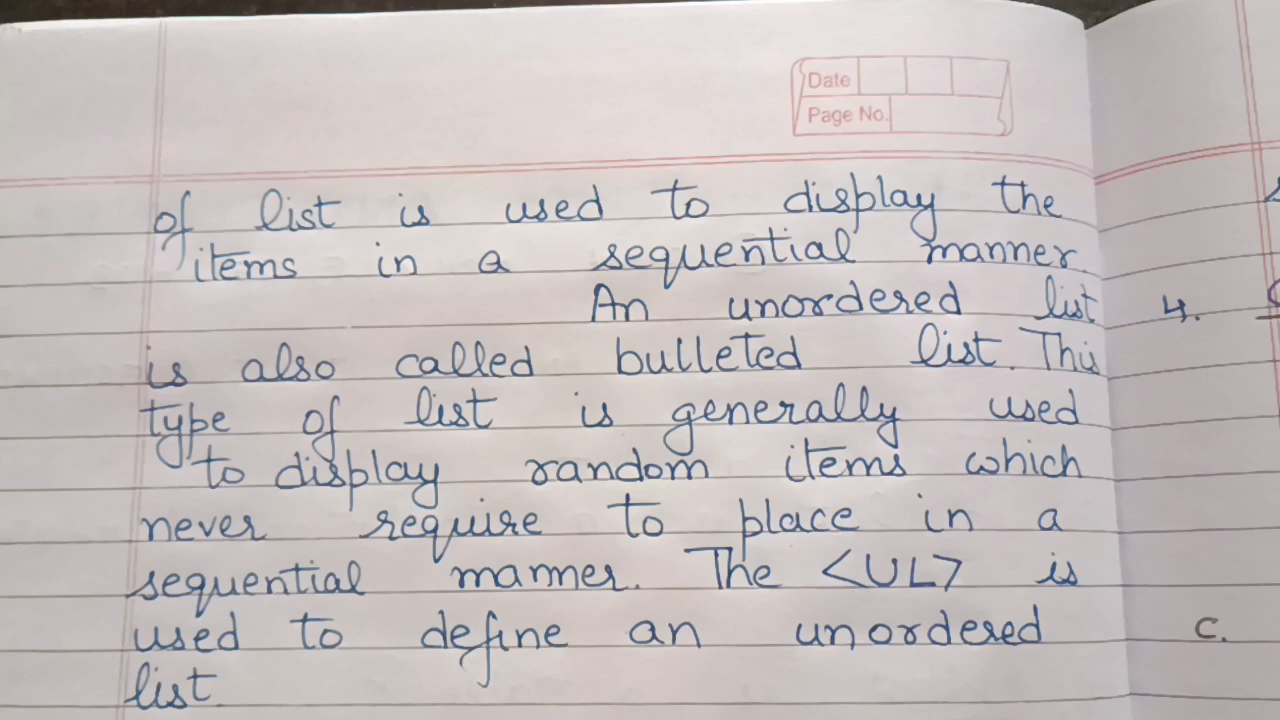 Date
Page No.
of list is used to display the
items in a sequential manner.
An unordered list
is also called bulleted list. This
type of list is generally used
to display random items which
never require to place in a
sequential manner. The <UL> is
used to define an unordered
list.
4.
c.